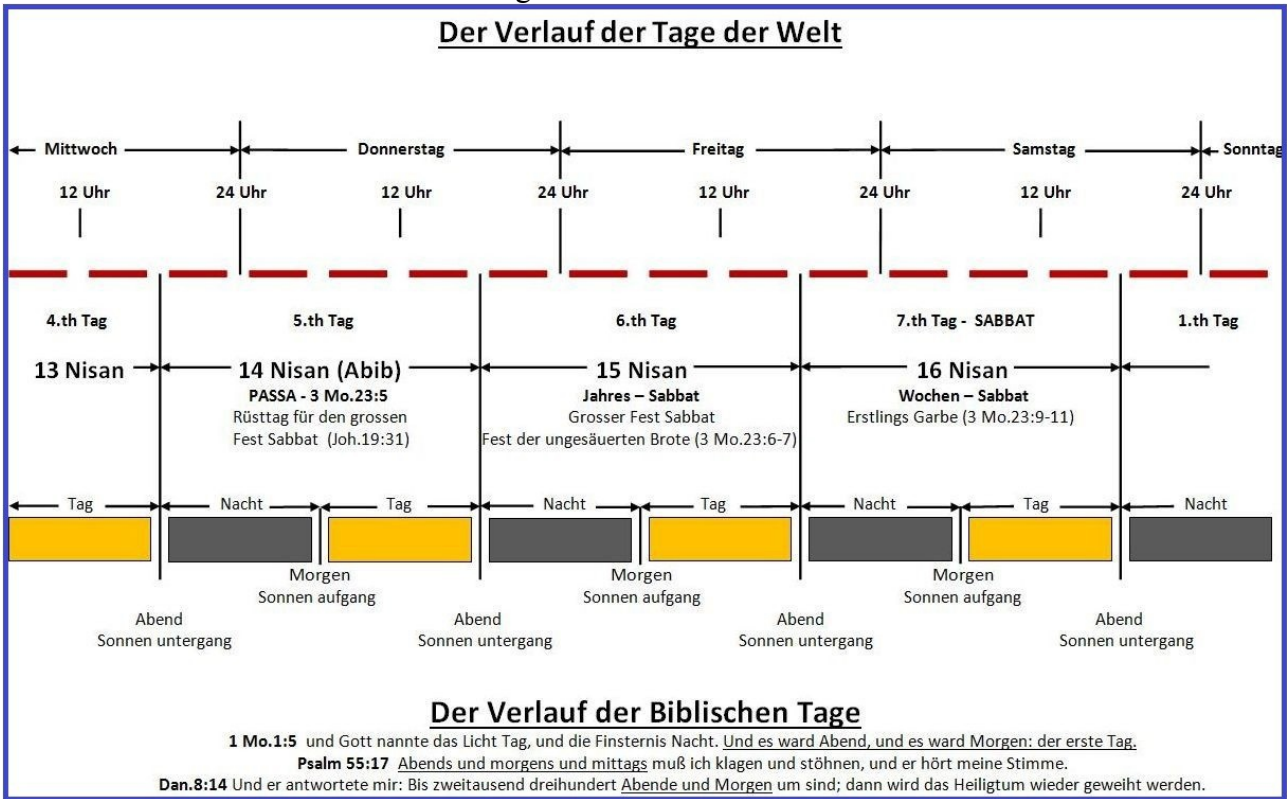 Der Verlauf der Tage der Welt
Mittwoch Donnerstag Freitag Samstag Sonntag
12 Uhr 24 Uhr 12 Uhr 24 Uhr 12 Uhr 24 Uhr 12 Uhr 24 Uhr
4.th Tag 5.th Tag 6.th Tag 7.th Tag - SABBAT 1.th Tag
13 Nisan 14 Nisan (Abib) 15 Nisan 16 Nisan
PASSA - 3 Mo.23:5 Jahres – Sabbat Wochen – Sabbat
Rüsttag für den grossen Grosser Fest Sabbat Erstlings Garbe (3 Mo.23:9-11)
Fest Sabbat (Joh.19:31) Fest der ungesäuerten Brote (3 Mo.23:6-7)
Tag Nacht Tag Nacht Tag Nacht Tag Nacht
Morgen Morgen Morgen
Sonnen aufgang Sonnen aufgang Sonnen aufgang
Abend Abend Abend Abend
Sonnen untergang Sonnen untergang Sonnen untergang Sonnen untergang
Der Verlauf der Biblischen Tage
1 Mo.1:5 und Gott nannte das Licht Tag, und die Finsternis Nacht. Und es ward Abend, und es ward Morgen: der erste Tag.
Psalm 55:17 Abends und morgens und mittags muß ich klagen und stöhnen, und er hört meine Stimme.
Dan.8:14 Und er antwortete mir: Bis zweitausend dreihundert Abende und Morgen um sind; dann wird das Heiligtum wieder geweiht werden.